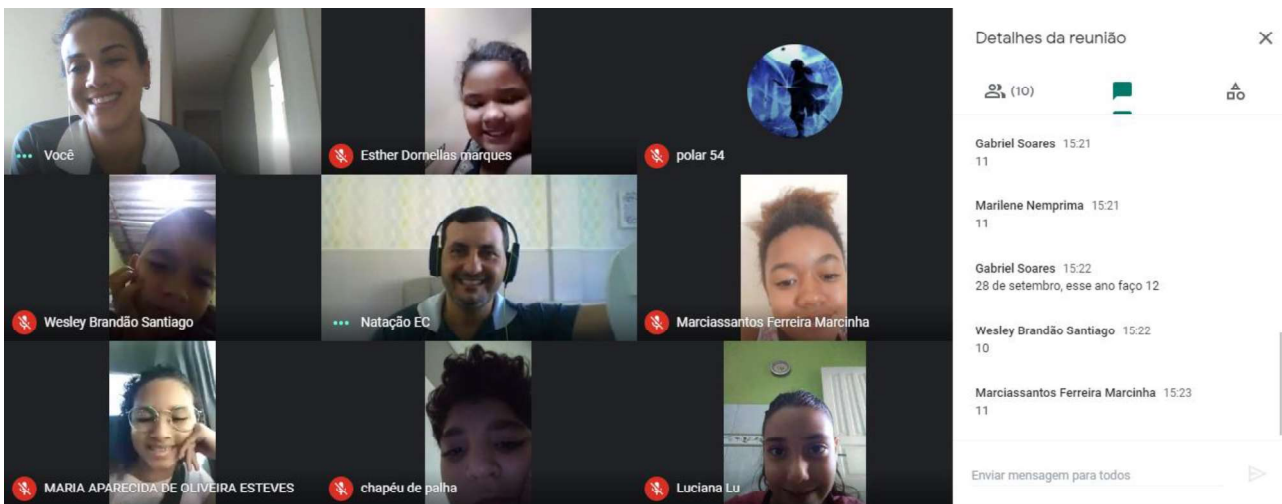 Você
Esther Dornellas marques
polar 54
Wesley Brandão Santiago
Natação EC
Marciassantos Ferreira Marcinha
MARIA APARECIDA DE OLIVEIRA ESTEVES
chapéu de palha
Luciana Lu
Detalhes da reunião
(10)
Gabriel Soares 15:21
11
Marilene Nemprima 15:21
11
Gabriel Soares 15:22
28 de setembro, esse ano faço 12
Wesley Brandão Santiago 15:22
10
Marciassantos Ferreira Marcinha 15:23
11
Enviar mensagem para todos